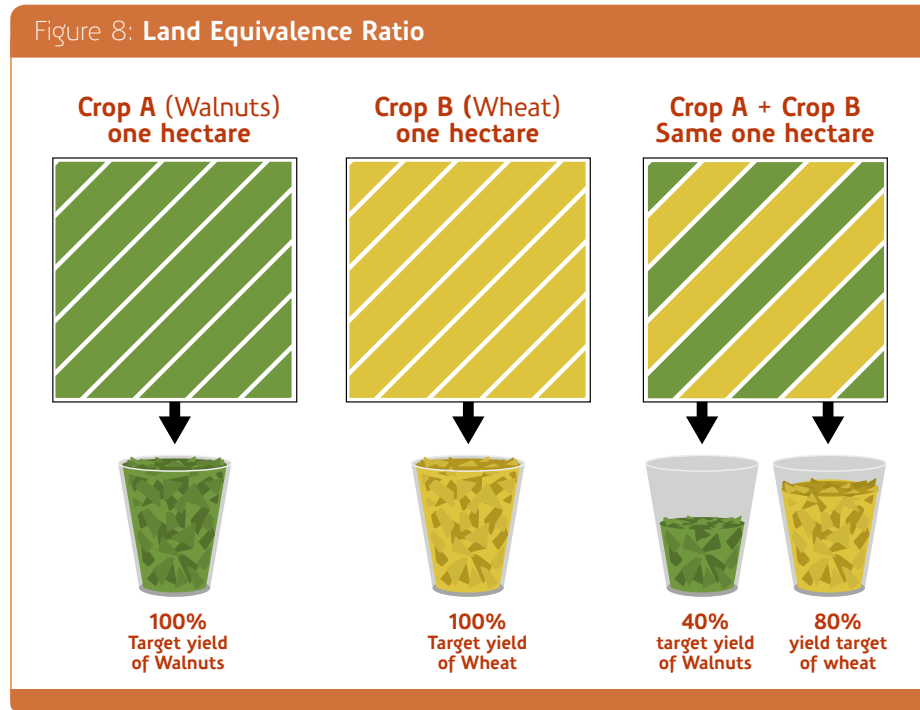 Figure 8: Land Equivalence Ratio
Crop A (Walnuts)
one hectare
Crop B (Wheat)
one hectare
Crop A + Crop B
Same one hectare
100%
Target yield
of Walnuts
100%
Target yield
of Wheat
40%
target yield
of Walnuts
80%
yield target
of wheat